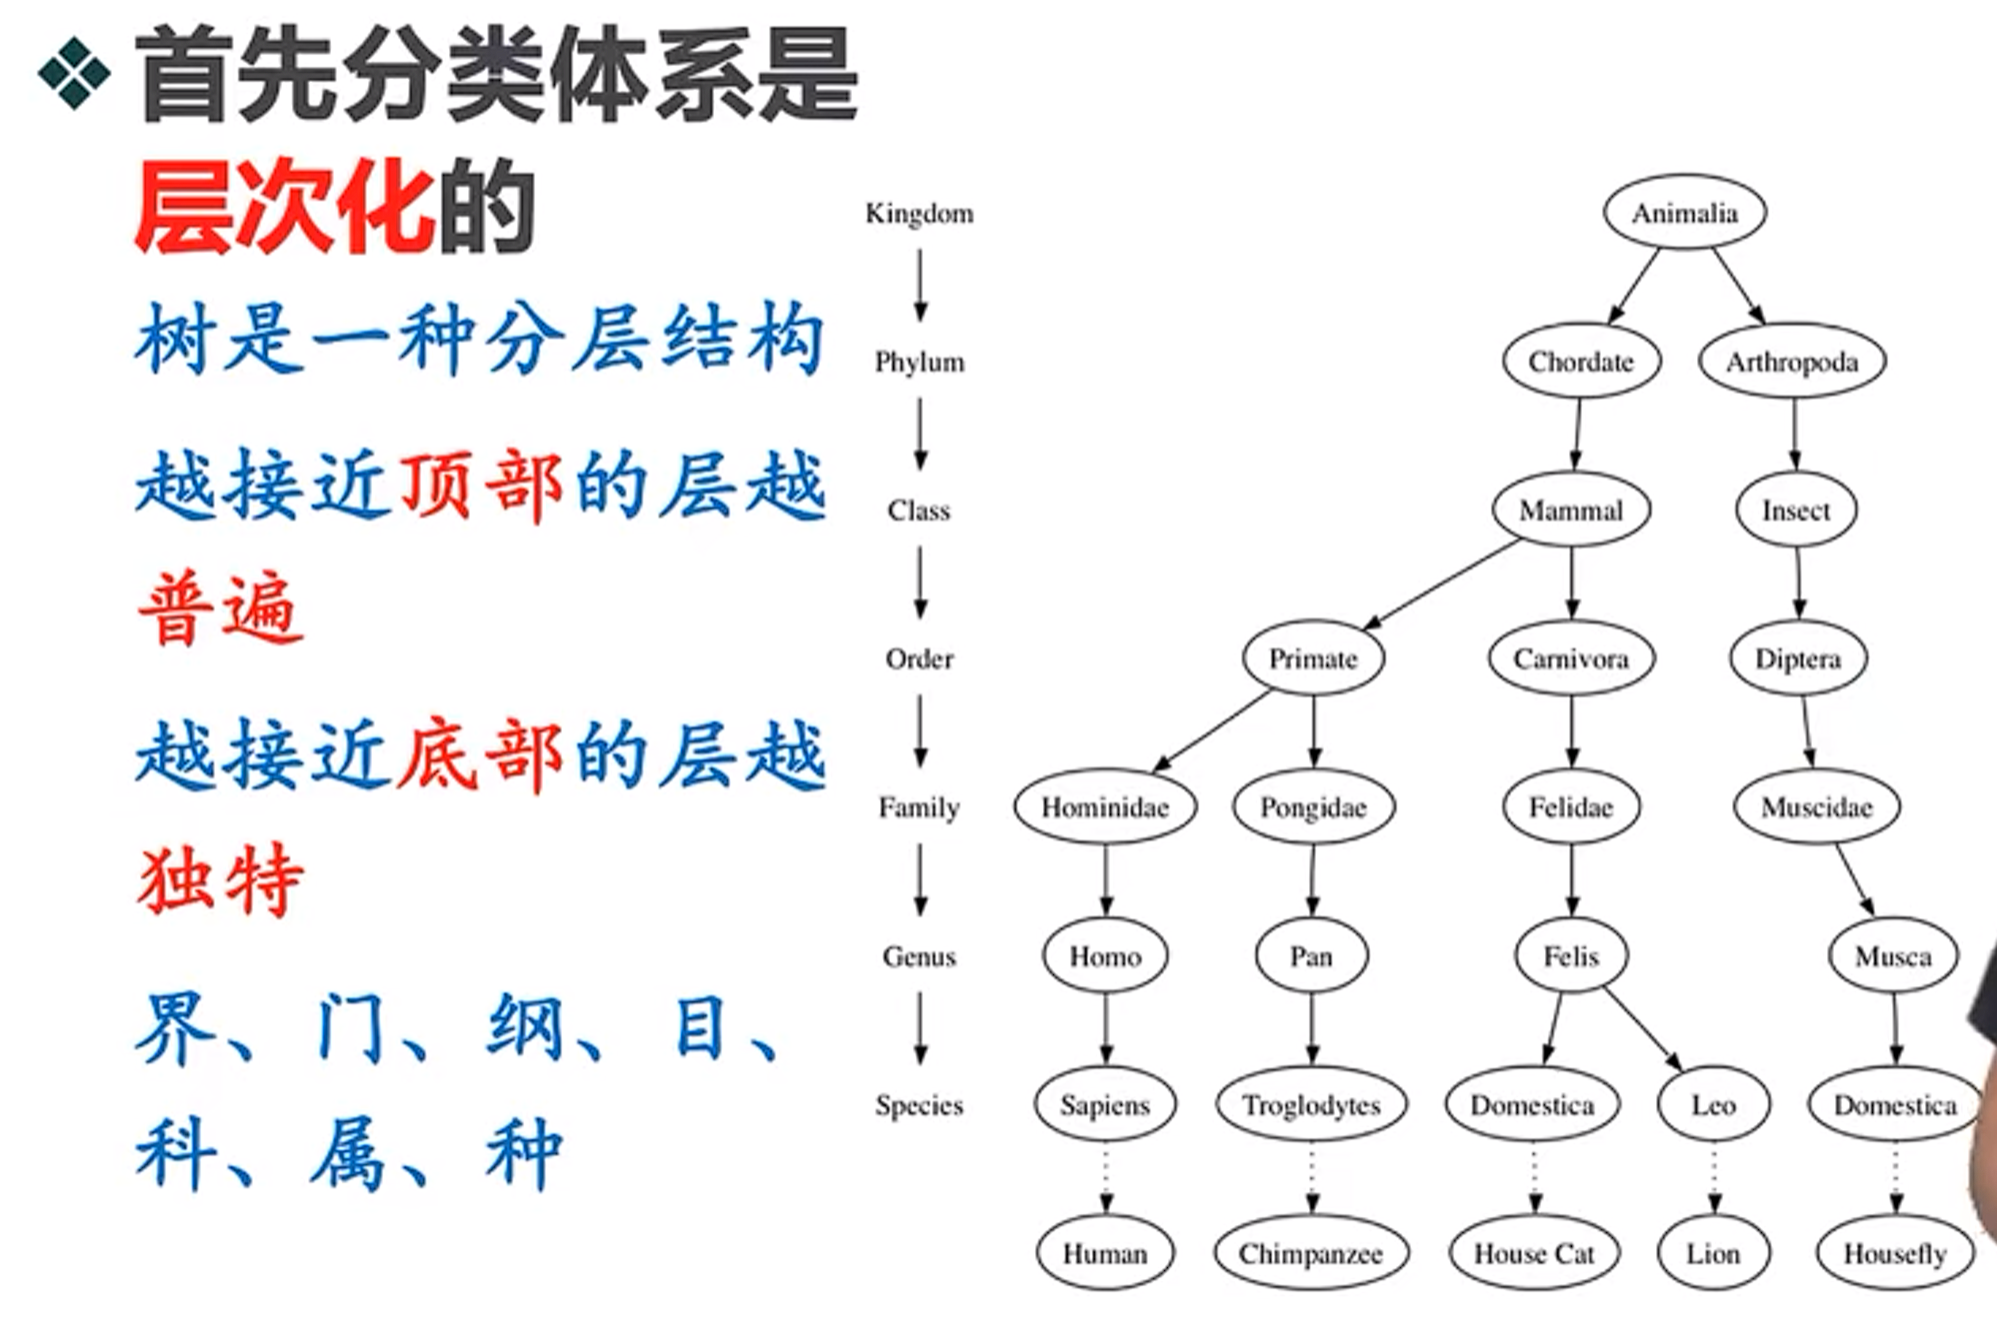 首先分类体系是
层次化的
树是一种分层结构
越接近顶部的层越
普遍
越接近底部的层越
独特
界、门、纲、目、
科、属、种
Kingdom
Phylum
Class
Order
Family
Genus
Species
Animalia
Chordate Arthropoda
Mammal Insect
Primate Carnivora Diptera
Hominidae Pongidae Felidae Muscidae
Homo Pan Felis Musca
Sapiens Troglodytes Domestica Leo Domestica
Human Chimpanzee House Cat Lion Housefly